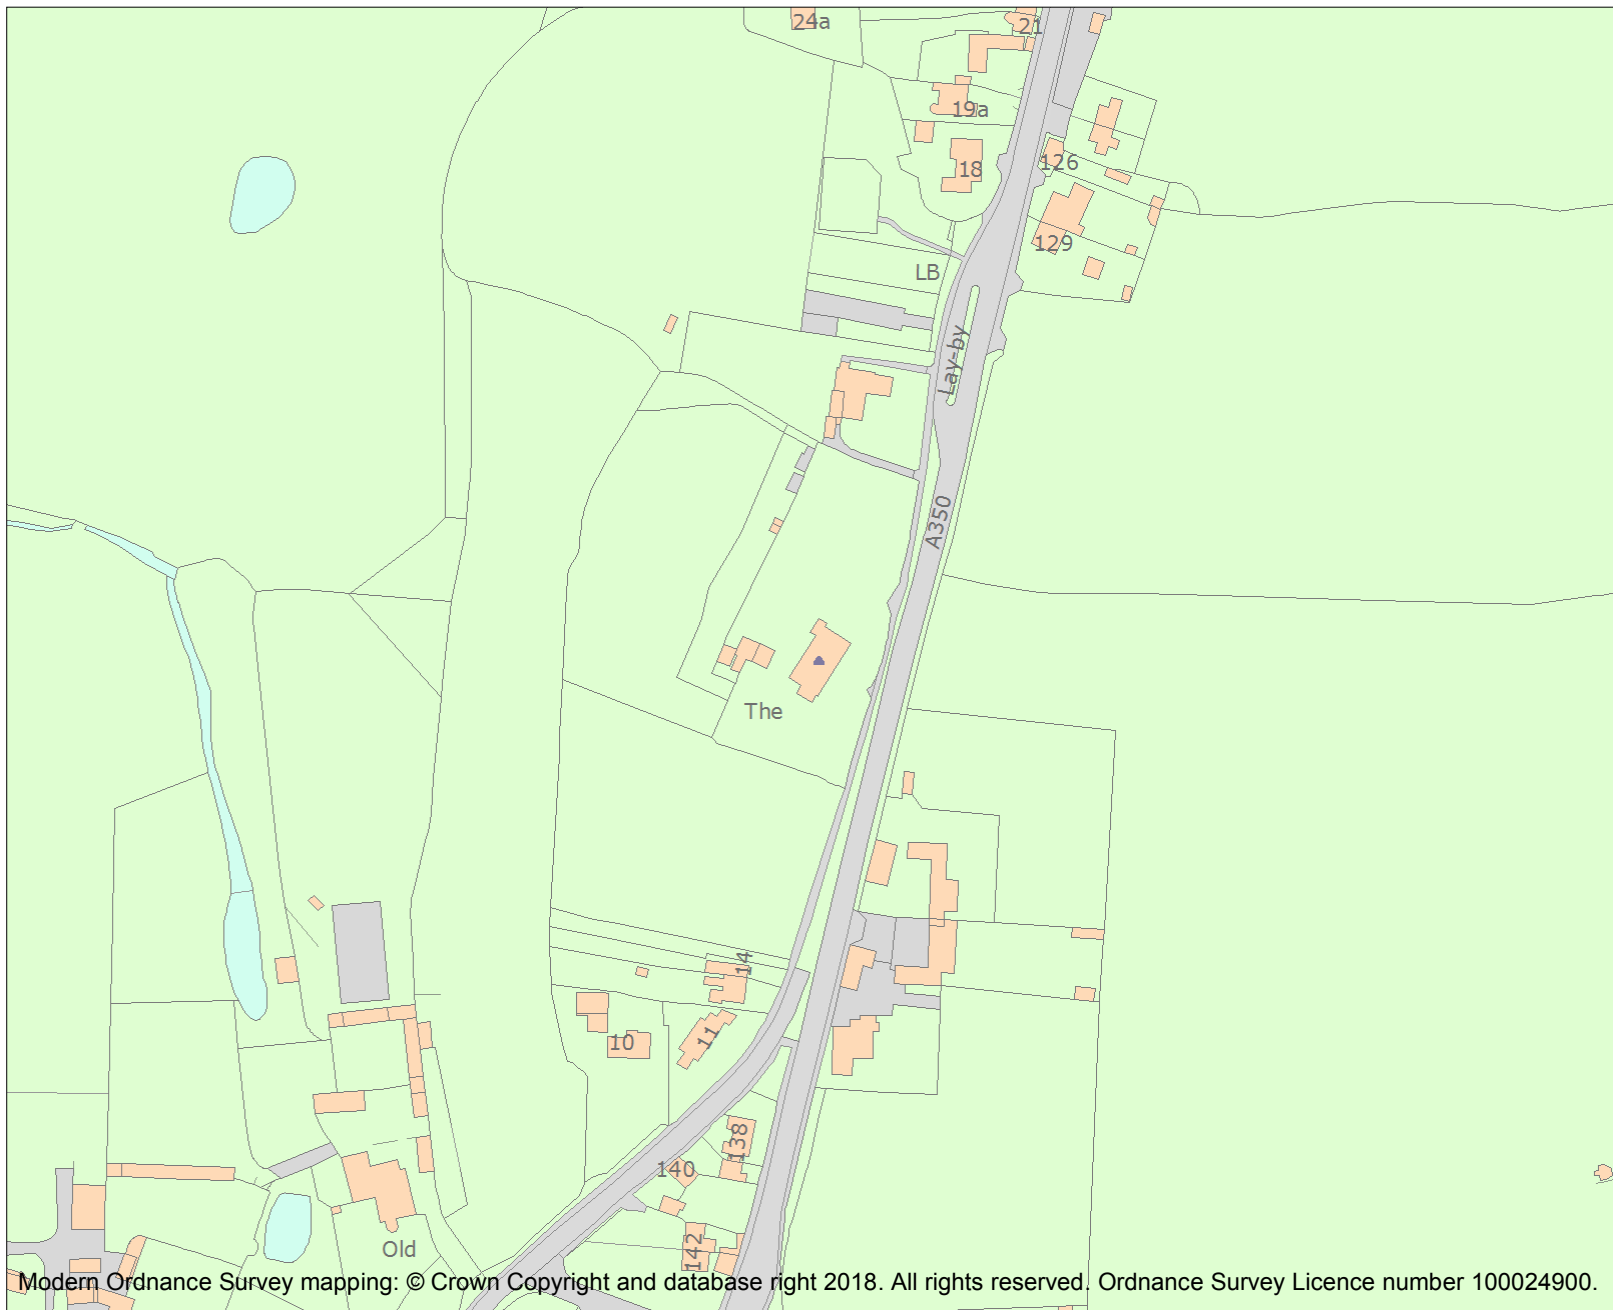 24a
21
19a
18
126
129
LB
Lay-by
A350
The
14
11
10
138
140
142
Old
Modern Ordnance Survey mapping: © Crown Copyright and database right 2018. All rights reserved. Ordnance Survey Licence number 100024900.